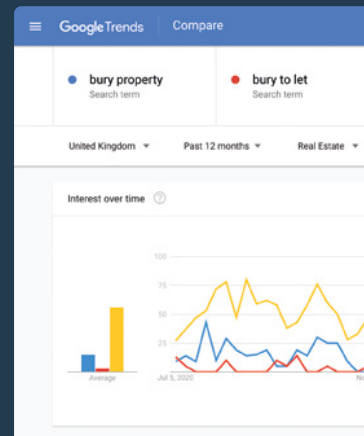 Google Trends Compare
bury property bury to let
Search term Search term
United Kingdom Past 12 months Real Estate
Interest over time ?
100
75
50
25
Average Jul 5, 2020